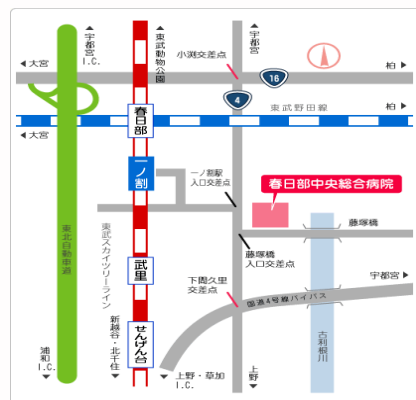 宇都宮
I.C.
東武動物公園
宇都宮
小渕交差点
大宮
柏
16
4
柏
春日部
東武野田線
大宮
一ノ割
一ノ割駅
入口交差点
春日部中央総合病院
東北自動車道
東武スカイツリーライン
藤塚橋
藤塚橋
入口交差点
武里
下間久里
交差点
宇都宮
国道4号線バイパス
古利根川
新越谷・北千住
せんげん台
浦和
I.C.
上野・草加
I.C.
上野